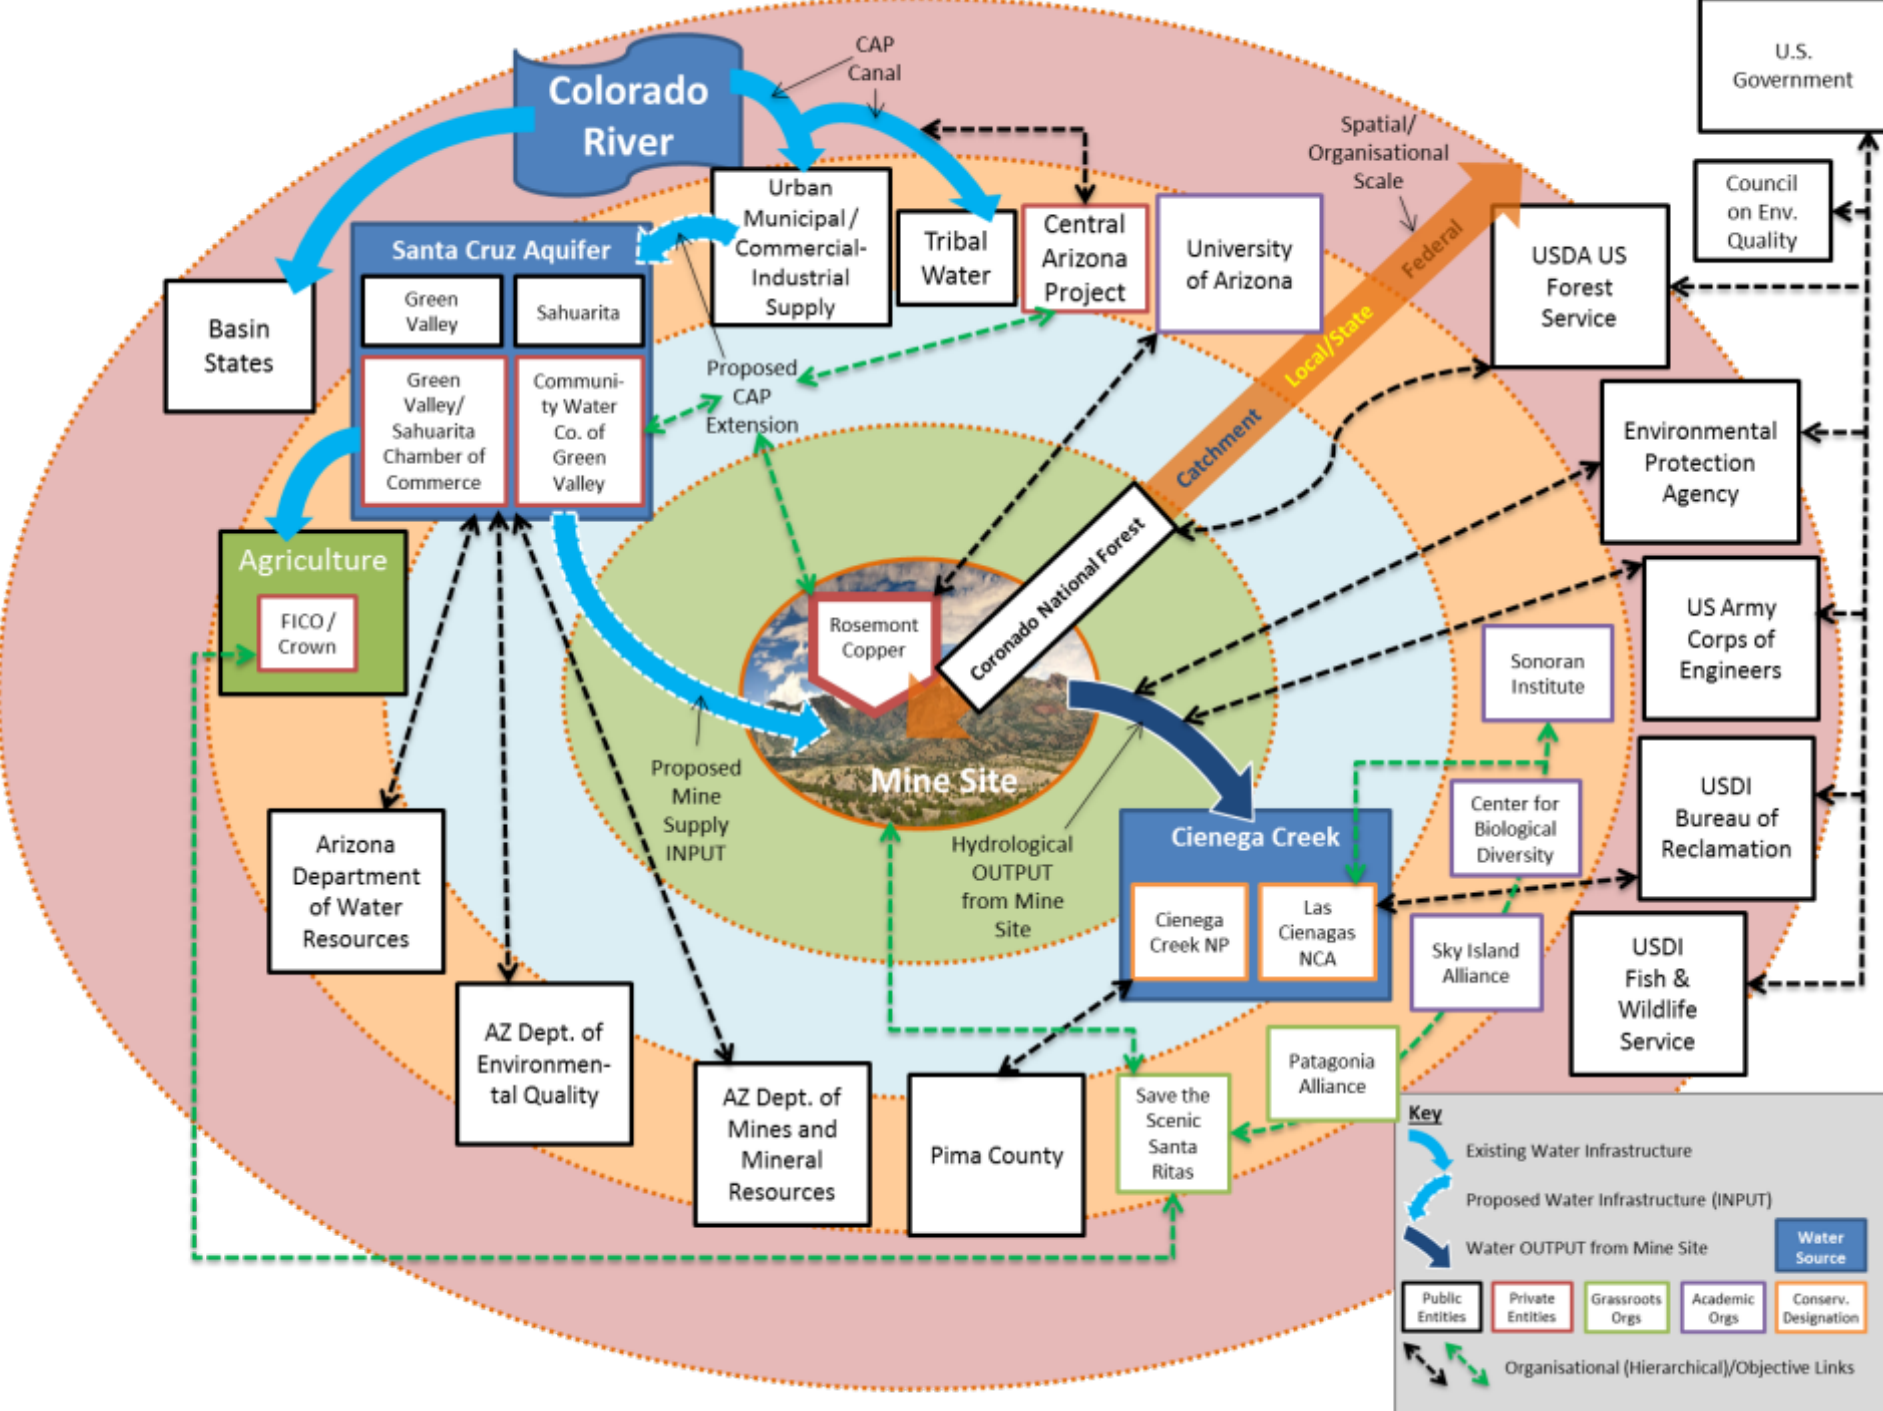 CAP
Canal
Colorado
River
U.S.
Government
Spatial/
Organisational
Scale
Federal
Local/State
Catchment
Council
on Env.
Quality
Urban
Municipal/
Commercial-
Industrial
Supply
Tribal
Water
Central
Arizona
Project
University
of Arizona
USDA US
Forest
Service
Santa Cruz Aquifer
Green
Valley
Sahuarita
Green
Valley/
Sahuarita
Chamber of
Commerce
Communi-
ty Water
Co. of
Green
Valley
Basin
States
Proposed
CAP
Extension
Environmental
Protection
Agency
Agriculture
FICO /
Crown
Rosemont
Copper
Coronado National Forest
Mine Site
US Army
Corps of
Engineers
Sonoran
Institute
Proposed
Mine
Supply
INPUT
Hydrological
OUTPUT
from Mine
Site
Cienega Creek
Cienega
Creek NP
Las
Cienagas
NCA
Center for
Biological
Diversity
USDI
Bureau of
Reclamation
Sky Island
Alliance
USDI
Fish &
Wildlife
Service
Arizona
Department
of Water
Resources
AZ Dept. of
Environmen-
tal Quality
AZ Dept. of
Mines and
Mineral
Resources
Pima County
Save the
Scenic
Santa
Ritas
Patagonia
Alliance
Key
Existing Water Infrastructure
Proposed Water Infrastructure (INPUT)
Water OUTPUT from Mine Site
Water
Source
Public
Entities
Private
Entities
Grassroots
Orgs
Academic
Orgs
Conserv.
Designation
Organisational (Hierarchical)/Objective Links